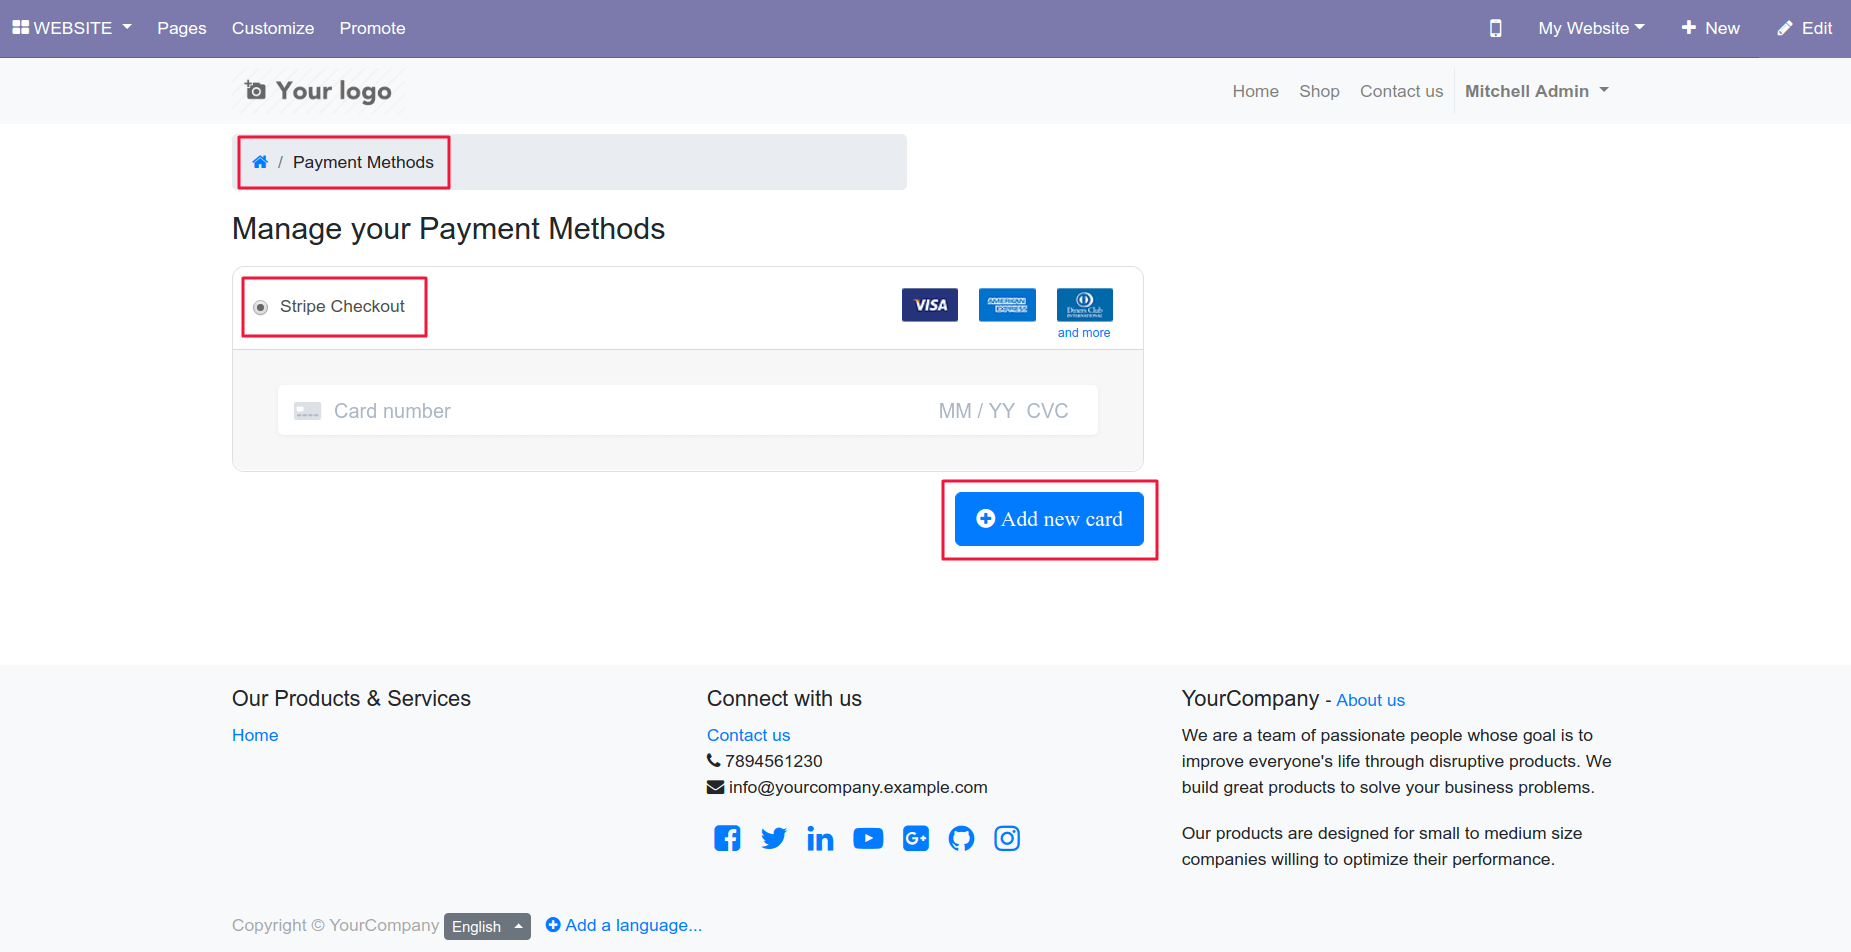 WEBSITE Pages Customize Promote My Website New Edit
Your logo Home Shop Contact us Mitchell Admin
/ Payment Methods
Manage your Payment Methods
Stripe Checkout VISA AMERICAN EXPRESS Diners Club INTERNATIONAL
and more
Card number MM / YY CVC
Add new card
Our Products & Services
Home
Connect with us
Contact us
7894561230
info@yourcompany.example.com
YourCompany - About us
We are a team of passionate people whose goal is to
improve everyone's life through disruptive products. We
build great products to solve your business problems.
Our products are designed for small to medium size
companies willing to optimize their performance.
Copyright © YourCompany English Add a language...